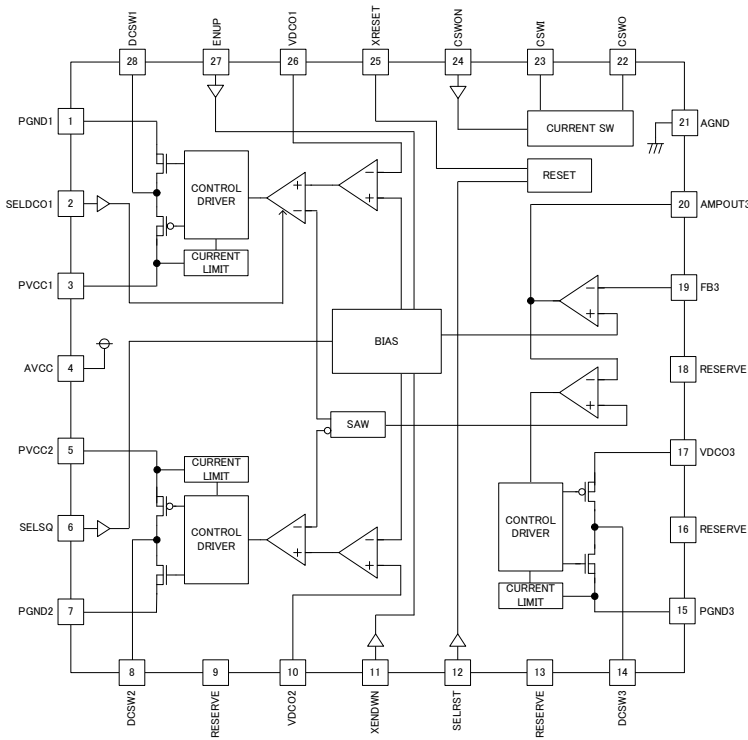 DCSW1
ENUP
VDCO1
XRESET
CSWON
CSWI
CSWO
28
27
26
25
24
23
22
PGND1
1
CURRENT SW
21
AGND
CONTROL
DRIVER
RESET
SELDCO1
2
20
AMPOUT3
CURRENT
LIMIT
PVCC1
3
19
FB3
BIAS
AVCC
4
18
RESERVE
SAW
PVCC2
5
CURRENT
LIMIT
17
VDCO3
SELSQ
6
CONTROL
DRIVER
CONTROL
DRIVER
16
RESERVE
PGND2
7
CURRENT
LIMIT
15
PGND3
8
9
10
11
12
13
14
DCSW2
RESERVE
VDCO2
XENDWN
SELRST
RESERVE
DCSW3